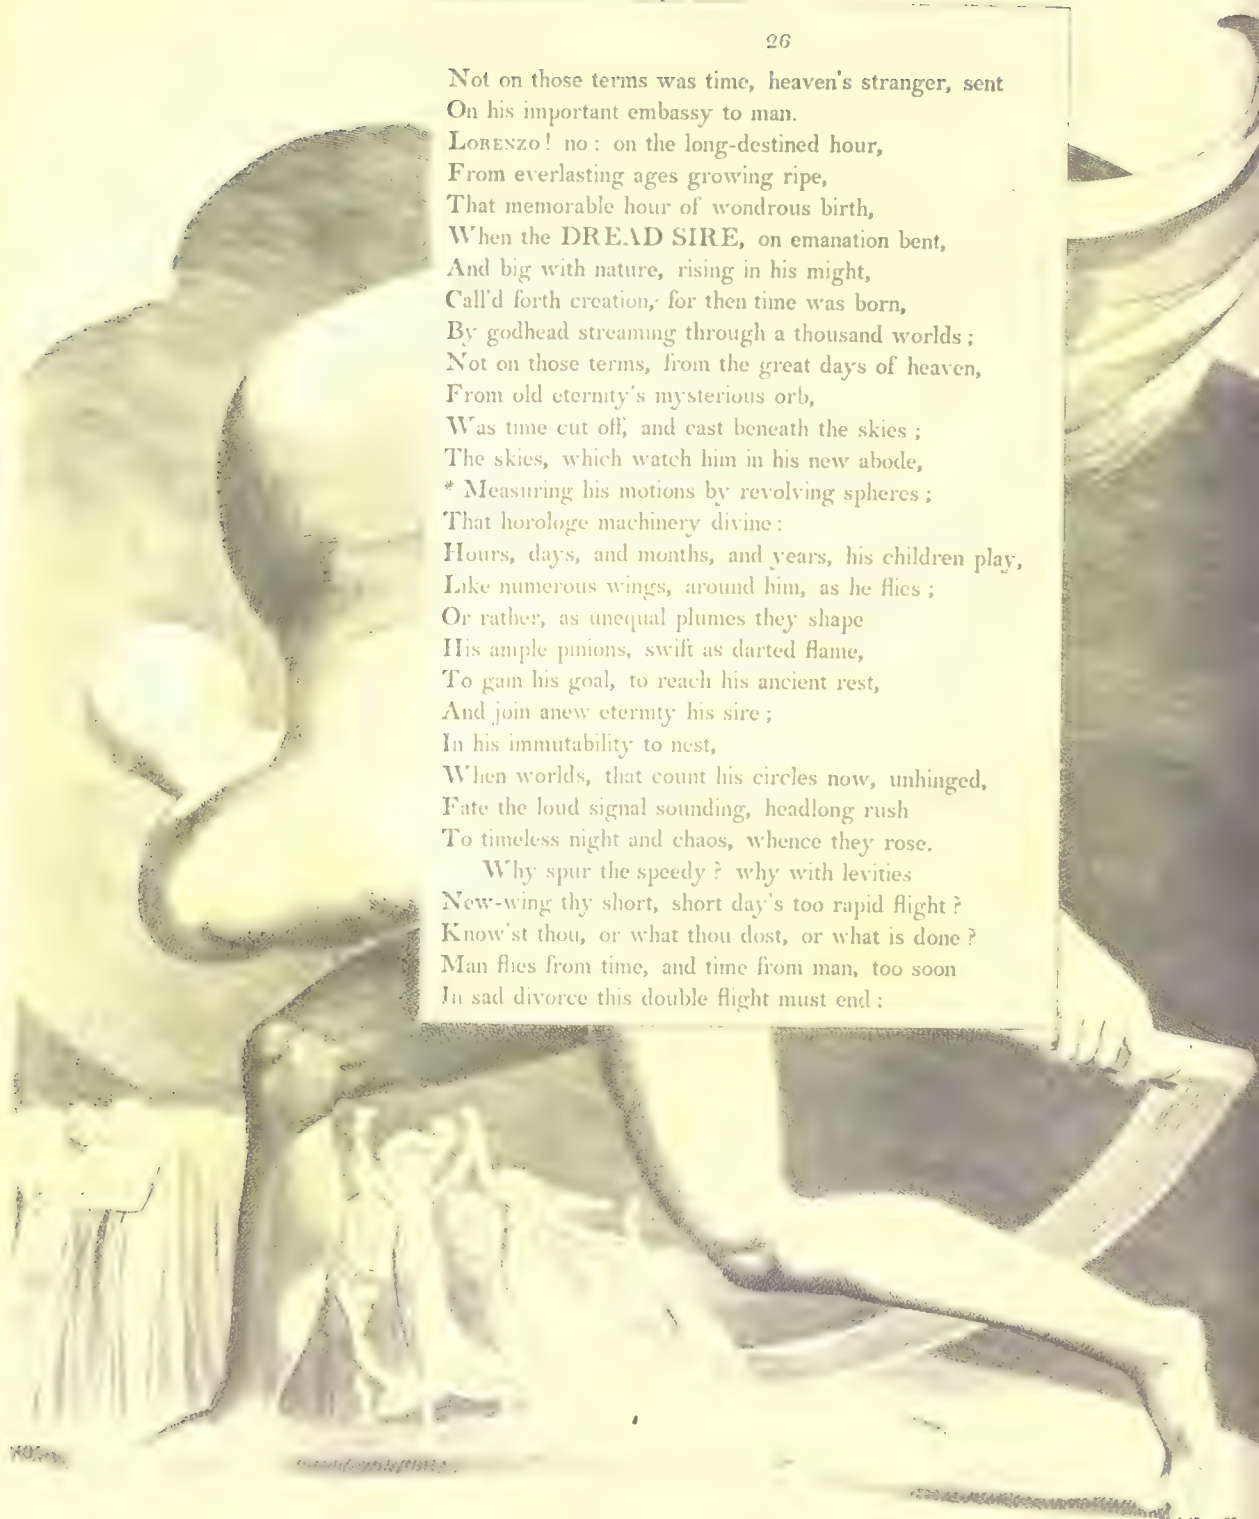 26
Not on those terms was time, heaven's stranger, sent
On his important embassy to man.
LORENZO! no: on the long-destined hour,
From everlasting ages growing ripe,
That memorable hour of wondrous birth,
When the DREAD SIRE, on emanation bent,
And big with nature, rising in his might,
Call'd forth creation, for then time was born,
By godhead streaming through a thousand worlds;
Not on those terms, from the great days of heaven,
From old eternity's mysterious orb,
Was time cut off, and cast beneath the skies;
The skies, which watch him in his new abode,
* Measuring his motions by revolving spheres;
That horologe machinery divine:
Hours, days, and months, and years, his children play,
Like numerous wings, around him, as he flies;
Or rather, as unequal plumes they shape
His ample pinions, swift as darted flame,
To gain his goal, to reach his ancient rest,
And join anew eternity his sire;
In his immutability to nest,
When worlds, that count his circles now, unhinged,
Fate the loud signal sounding, headlong rush
To timeless night and chaos, whence they rose.
Why spur the speedy? why with levities
New-wing thy short, short day's too rapid flight?
Know'st thou, or what thou dost, or what is done?
Man flies from time, and time from man, too soon
In sad divorce this double flight must end: